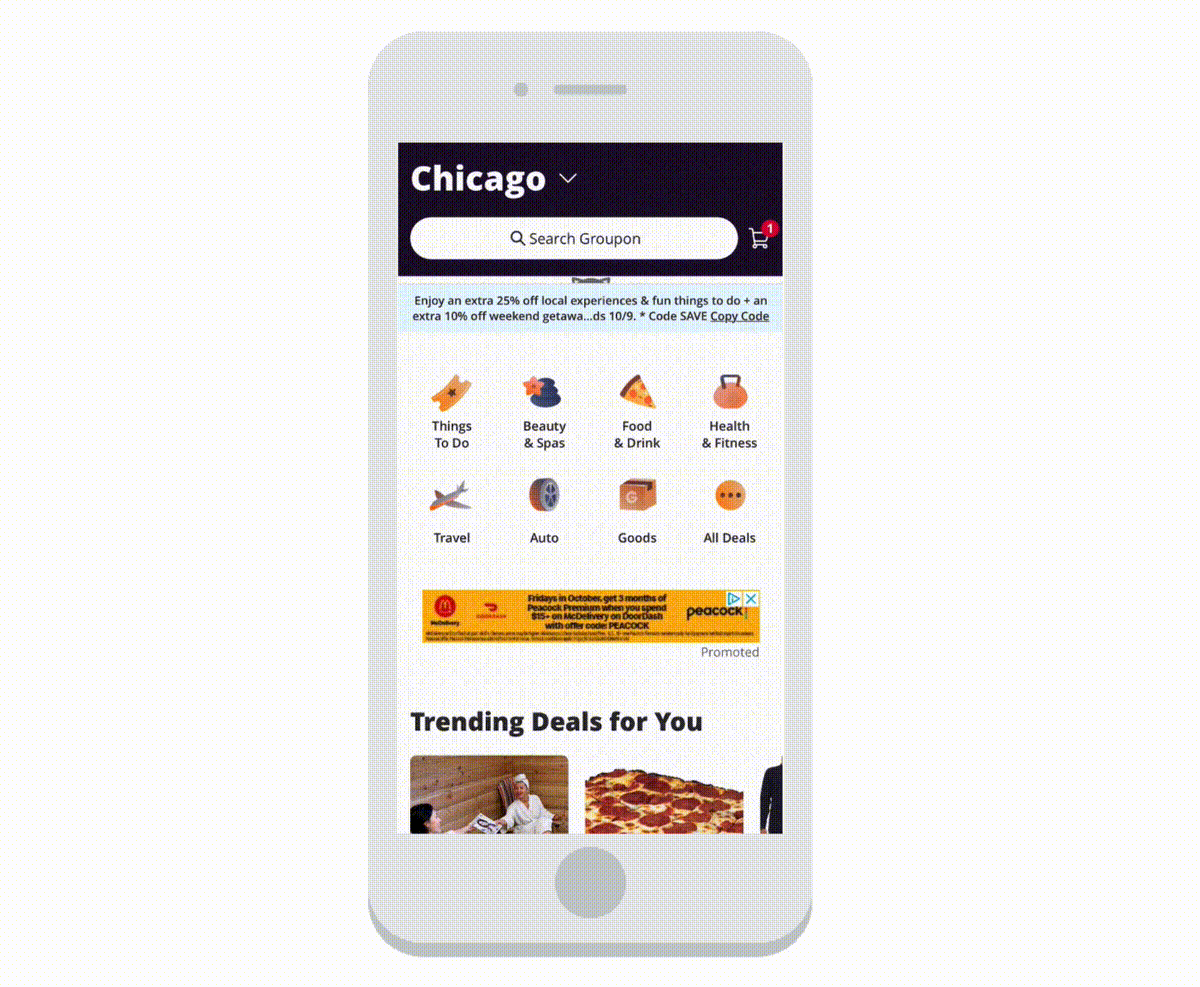 Chicago
Search Groupon
1
Enjoy an extra 25% off local experiences & fun things to do + an
extra 10% off weekend getawa...ds 10/9. * Code SAVE Copy Code
Things
To Do
Beauty
& Spas
Food
& Drink
Health
& Fitness
Travel
Auto
G
Goods
All Deals
McDelivery
DOORDASH
Fridays in October, get 3 months of
Peacock Premium when you spend
$15+ on McDelivery on DoorDash
with offer code: PEACOCK
peacock
Promoted
Trending Deals for You